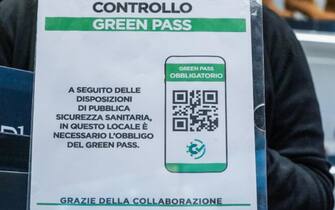 CONTROLLO
GREEN PASS
GREEN PASS
OBBLIGATORIO
A SEGUITO DELLE
DISPOSIZIONI
DI PUBBLICA
SICUREZZA SANITARIA,
IN QUESTO LOCALE È
NECESSARIO L'OBBLIGO
DEL GREEN PASS.
GRAZIE DELLA COLLABORAZIONE